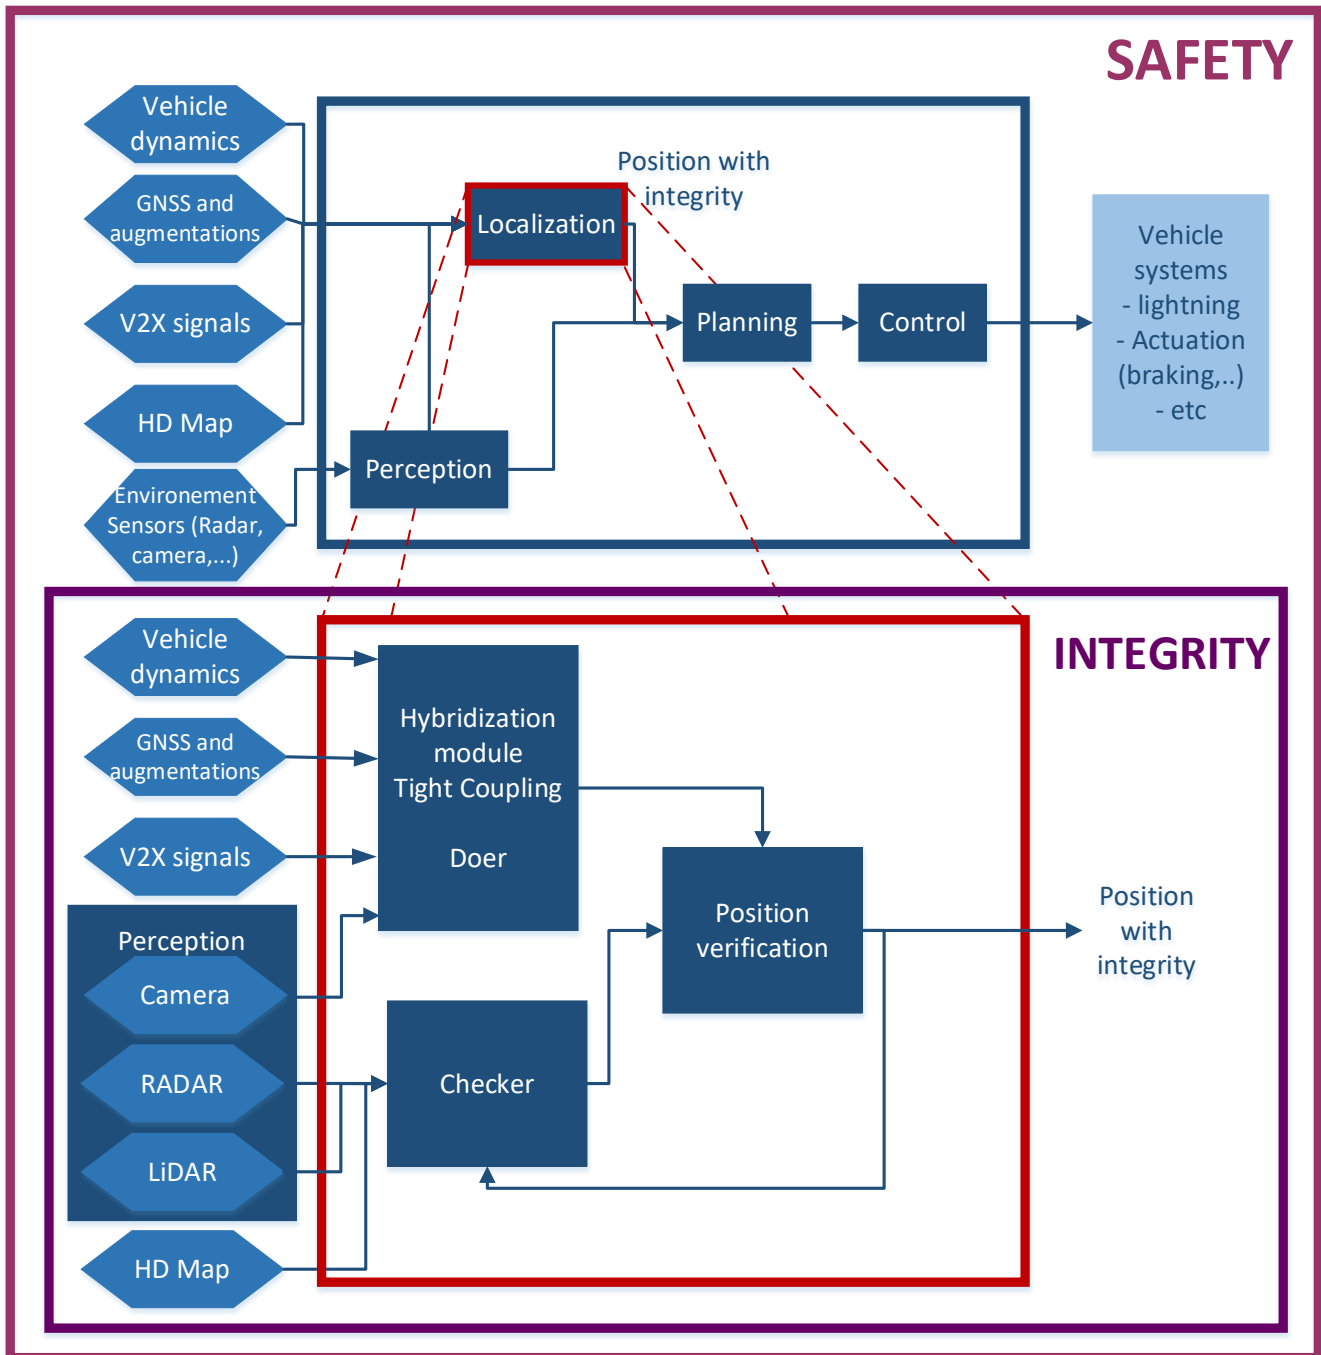 SAFETY
Vehicle
dynamics
GNSS and
augmentations
V2X signals
HD Map
Environement
Sensors (Radar,
camera,...)
Position with
integrity
Localization
Perception
Planning
Control
Vehicle
systems
- lightning
- Actuation
(braking,..)
- etc
INTEGRITY
Vehicle
dynamics
GNSS and
augmentations
V2X signals
Perception
Camera
RADAR
LiDAR
HD Map
Hybridization
module
Tight Coupling
Doer
Checker
Position
verification
Position
with
integrity